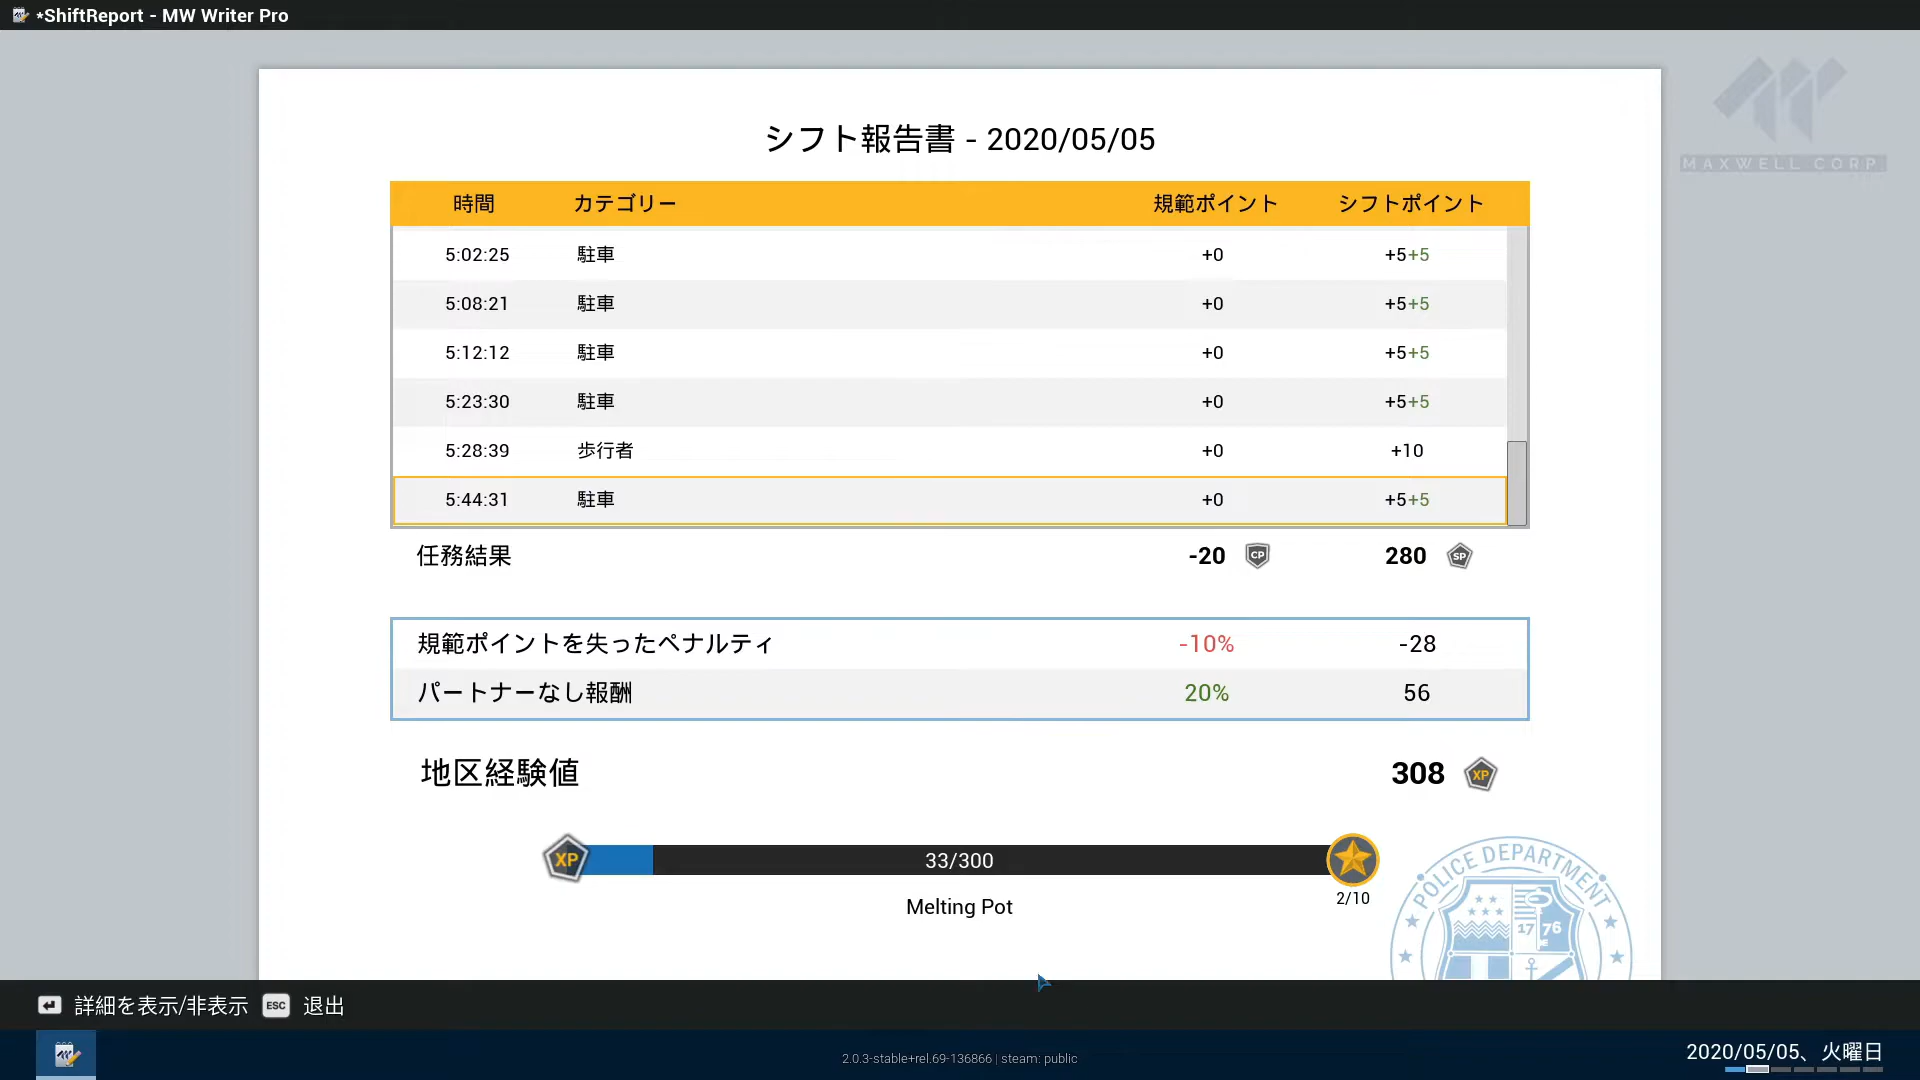 *ShiftReport - MW Writer Pro
MAXWELL CORP
シフト報告書 - 2020/05/05
時間 カテゴリー 規範ポイント シフトポイント
5:02:25 駐車 +0 +5+5
5:08:21 駐車 +0 +5+5
5:12:12 駐車 +0 +5+5
5:23:30 駐車 +0 +5+5
5:28:39 歩行者 +0 +10
5:44:31 駐車 +0 +5+5
任務結果 -20 CP 280 SP
規範ポイントを失ったペナルティ -10% -28
パートナーなし報酬 20% 56
地区経験値 308 XP
XP 33/300
2/10
Melting Pot
POLICE DEPARTMENT
17 76
ESC 詳細を表示/非表示 退出
2.0.3-stable+rel.69-136866 | steam: public
2020/05/05、火曜日